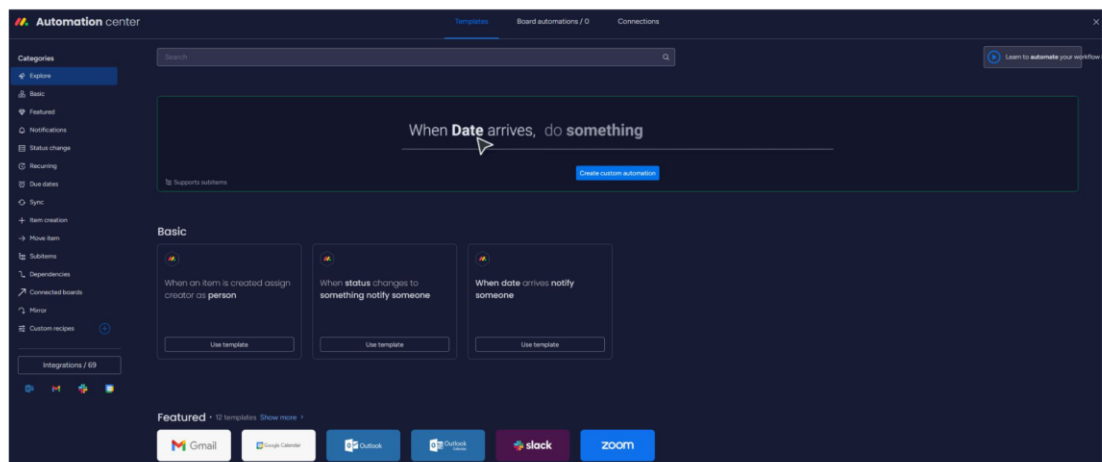 Automation center
Templates
Board automations / 0
Connections
Categories
Explore
Basic
Featured
Notifications
Status change
Recurring
Due dates
Sync
Item creation
Move item
Subitems
Dependencies
Connected boards
Mirror
Custom recipes
Integrations / 69
Search
Learn to automate your workflow
When Date arrives, do something
Create custom automation
Supports subitems
Basic
When an item is created assign
creator as person
Use template
When status changes to
something notify someone
Use template
When date arrives notify
someone
Use template
Featured • 12 templates Show more >
Gmail
Google Calendar
Outlook
Outlook
Calendar
slack
zoom